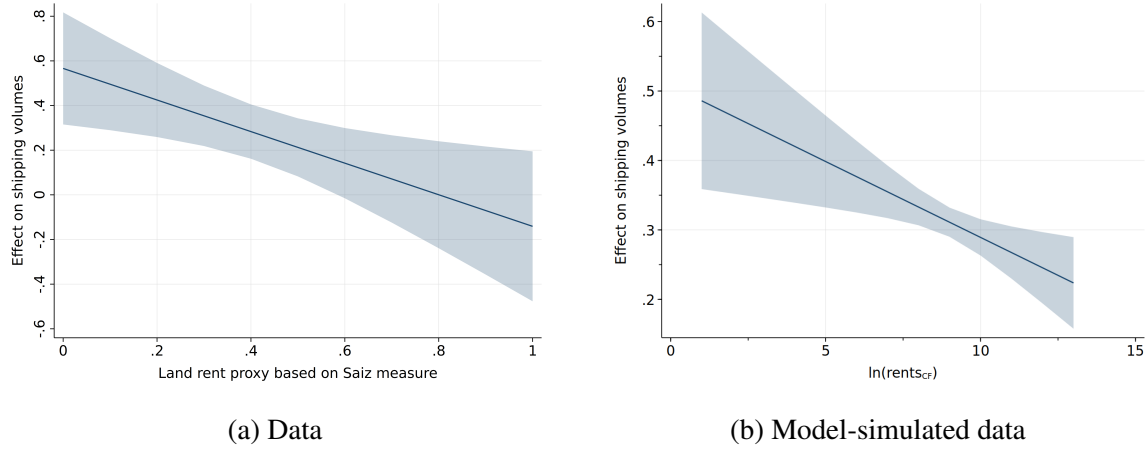 Effect on shipping volumes
.8
.6
.4
.2
0
-.2
-.4
-.6
0 .2 .4 .6 .8 1
Land rent proxy based on Saiz measure
(a) Data
Effect on shipping volumes
.6
.5
.4
.3
.2
0 5 10 15
ln(rentsCF)
(b) Model-simulated data